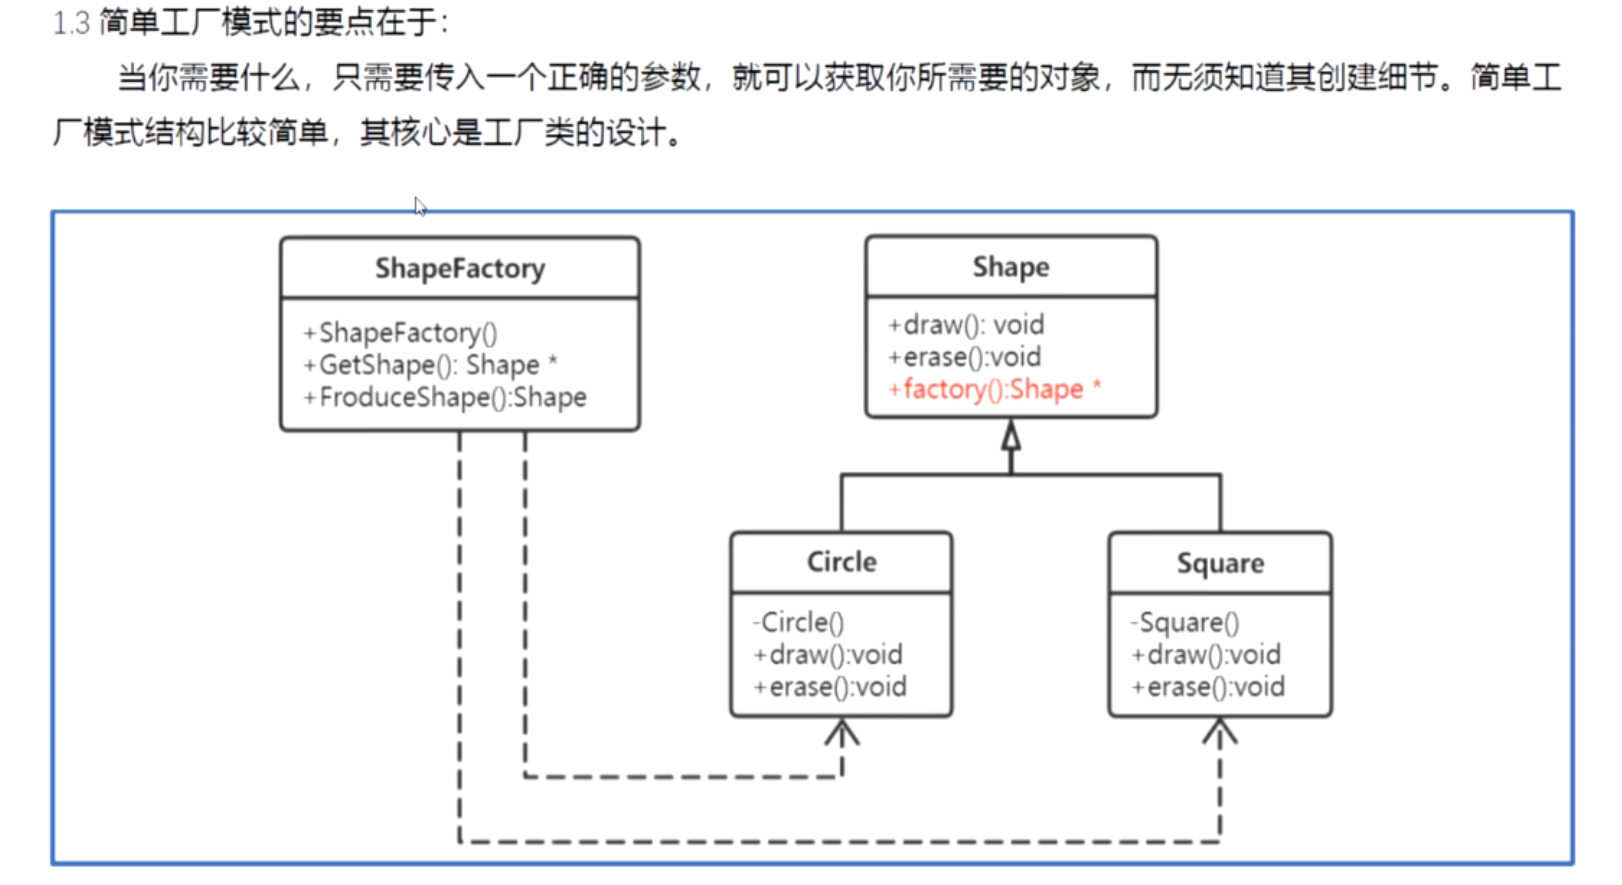 1.3 简单工厂模式的要点在于：
当你需要什么，只需要传入一个正确的参数，就可以获取你所需要的对象，而无须知道其创建细节。简单工
厂模式结构比较简单，其核心是工厂类的设计。
ShapeFactory
+ShapeFactory()
+GetShape(): Shape *
+FroduceShape():Shape
Shape
+draw(): void
+erase():void
+factory():Shape *
Circle
-Circle()
+draw():void
+erase():void
Square
-Square()
+draw():void
+erase():void